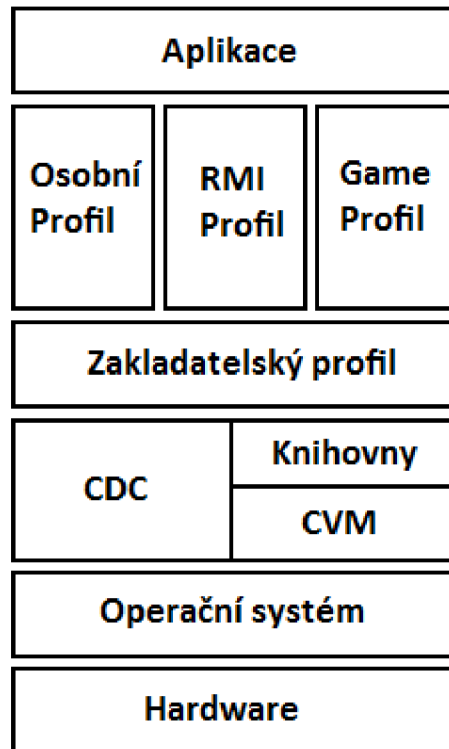 Aplikace
Osobní
Profil
RMI
Profil
Game
Profil
Zakladatelský profil
CDC
Knihovny
CVM
Operační systém
Hardware